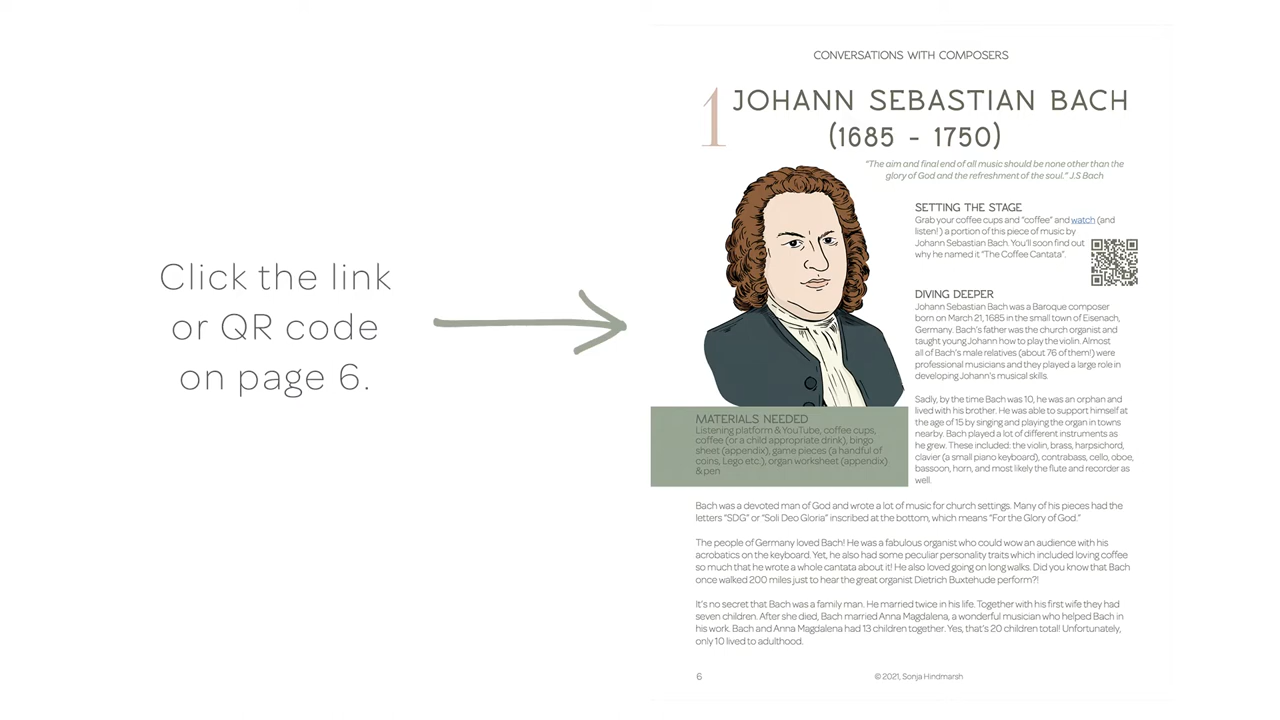 Click the link
or QR code
on page 6.
CONVERSATIONS WITH COMPOSERS
1
JOHANN SEBASTIAN BACH
(1685 - 1750)
"The aim and final end of all music should be none other than the
glory of God and the refreshment of the soul." J.S Bach
SETTING THE STAGE
Grab your coffee cups and "coffee" and watch (and
listen! ) a portion of this piece of music by
Johann Sebastian Bach. You'll soon find out
why he named it "The Coffee Cantata".
DIVING DEEPER
Johann Sebastian Bach was a Baroque composer
born on March 21, 1685 in the small town of Eisenach,
Germany. Bach's father was the church organist and
taught young Johann how to play the violin. Almost
all of Bach's male relatives (about 76 of them!) were
professional musicians and they played a large role in
developing Johann's musical skills.
Sadly, by the time Bach was 10, he was an orphan and
lived with his brother. He was able to support himself at
the age of 15 by singing and playing the organ in towns
nearby. Bach played a lot of different instruments as
he grew. These included: the violin, brass, harpsichord,
clavier (a small piano keyboard), contrabass, cello, oboe,
bassoon, horn, and most likely the flute and recorder as
well.
MATERIALS NEEDED
Listening platform & YouTube, coffee cups,
coffee (or a child appropriate drink), bingo
sheet (appendix), game pieces (a handful of
coins, Lego etc.), organ worksheet (appendix)
& pen
Bach was a devoted man of God and wrote a lot of music for church settings. Many of his pieces had the
letters "SDG" or "Soli Deo Gloria" inscribed at the bottom, which means "For the Glory of God."
The people of Germany loved Bach! He was a fabulous organist who could wow an audience with his
acrobatics on the keyboard. Yet, he also had some peculiar personality traits which included loving coffee
so much that he wrote a whole cantata about it! He also loved going on long walks. Did you know that Bach
once walked 200 miles just to hear the great organist Dietrich Buxtehude perform?!
It's no secret that Bach was a family man. He married twice in his life. Together with his first wife they had
seven children. After she died, Bach married Anna Magdalena, a wonderful musician who helped Bach in
his work. Bach and Anna Magdalena had 13 children together. Yes, that's 20 children total! Unfortunately,
only 10 lived to adulthood.
6
© 2021, Sonja Hindmarsh